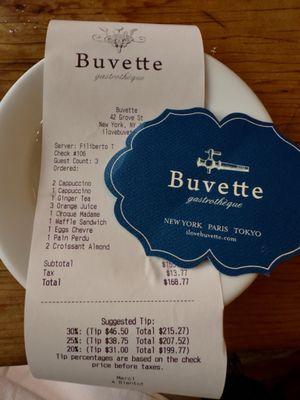 Buvette
gastrothèque
Buvette
42 Grove St
New York, NY
ilovebuvet
Server: Filiberto T
Check #106
Guest Count: 3
Ordered:
2 Cappuccino
1 Cappuccino
1 Ginger Tea
3 Orange Juice
1 Croque Madame
1 Waffle Sandwich
1 Eggs Chevre
1 Pain Perdu
2 Croissant Almond
Subtotal
Tax $13.77
Total $168.77
Suggested Tip:
30%: (Tip $46.50 Total $215.27)
25%: (Tip $38.75 Total $207.52)
20%: (Tip $31.00 Total $199.77)
Tip percentages are based on the check
price before taxes.
Merci
A Bientot
Buvette
gastrothèque
NEW YORK PARIS TOKYO
ilovebuvette.com